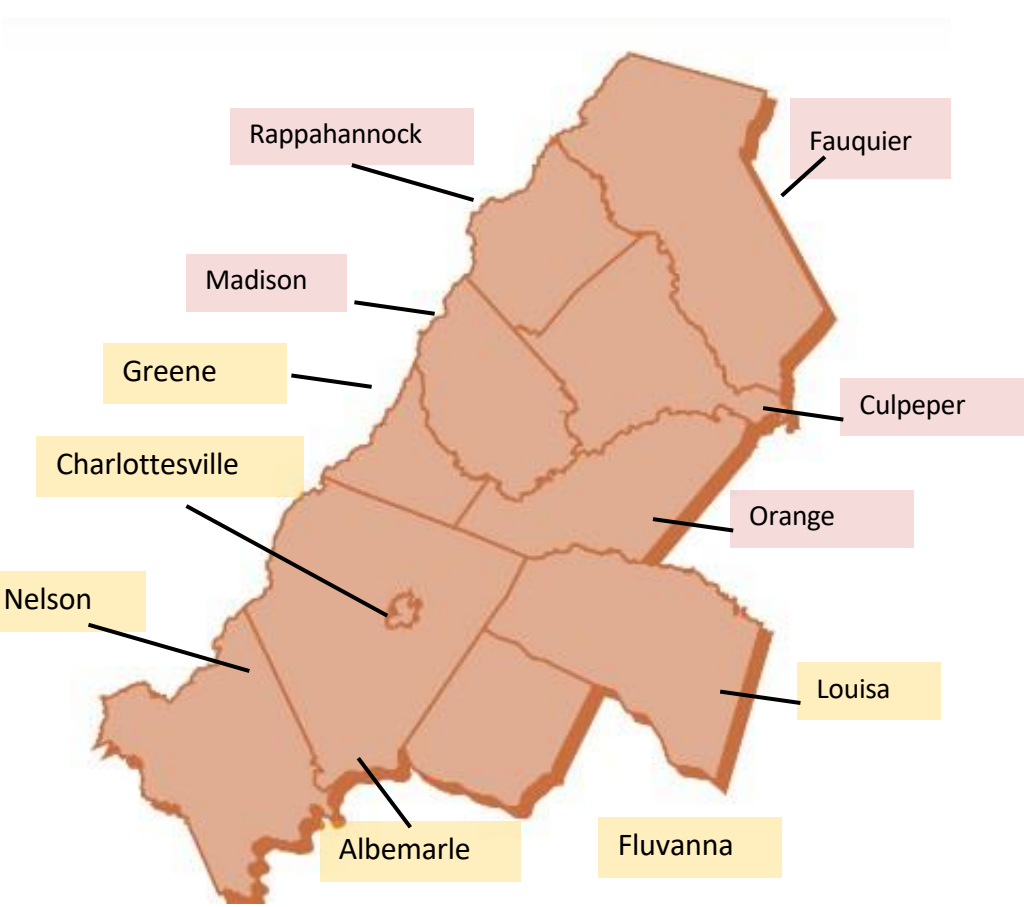 Rappahannock
Fauquier
Madison
Greene
Culpeper
Charlottesville
Orange
Nelson
Louisa
Albemarle
Fluvanna